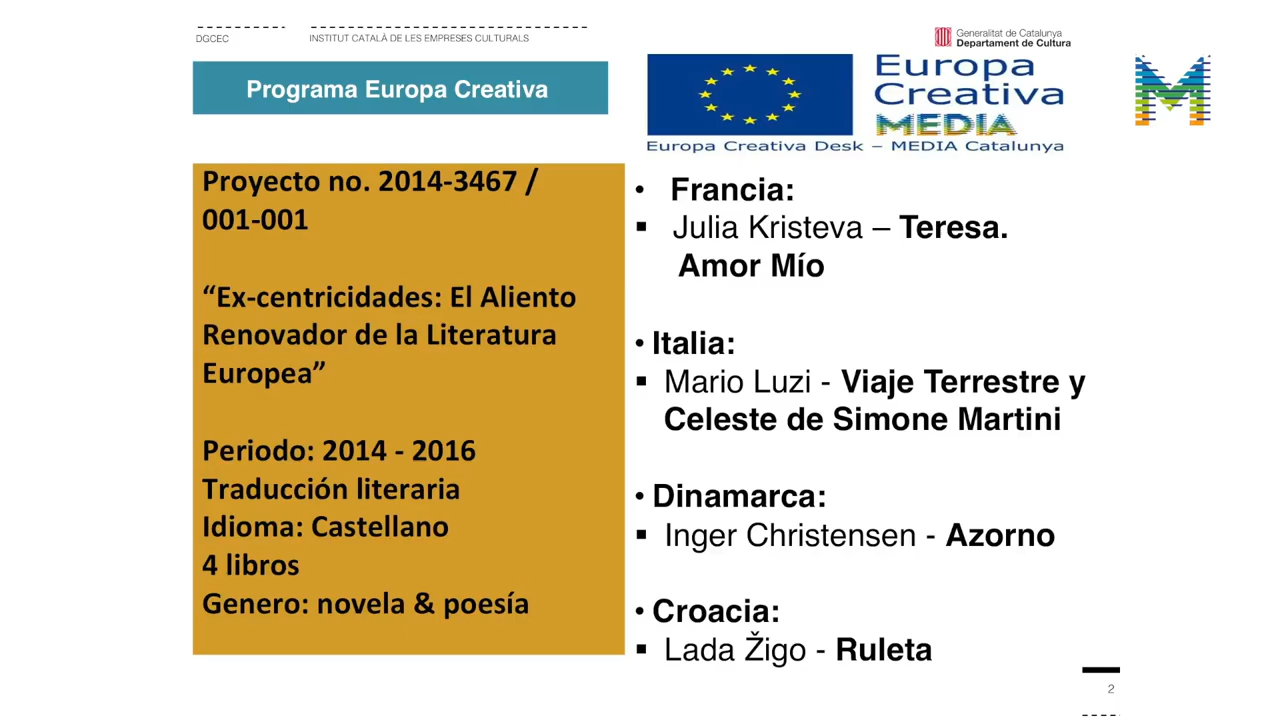 DGCEC
INSTITUT CATALÀ DE LES EMPRESES CULTURALS
Generalitat de Catalunya
Departament de Cultura
Programa Europa Creativa
Europa
Creativa
MEDIA
Europa Creativa Desk – MEDIA Catalunya
M
Proyecto no. 2014-3467 /
001-001
“Ex-centricidades: El Aliento
Renovador de la Literatura
Europea”
Periodo: 2014 - 2016
Traducción literaria
Idioma: Castellano
4 libros
Genero: novela & poesía
• Francia:
▪ Julia Kristeva – Teresa.
Amor Mío
• Italia:
▪ Mario Luzi - Viaje Terrestre y
Celeste de Simone Martini
• Dinamarca:
▪ Inger Christensen - Azorno
• Croacia:
▪ Lada Žigo - Ruleta
2